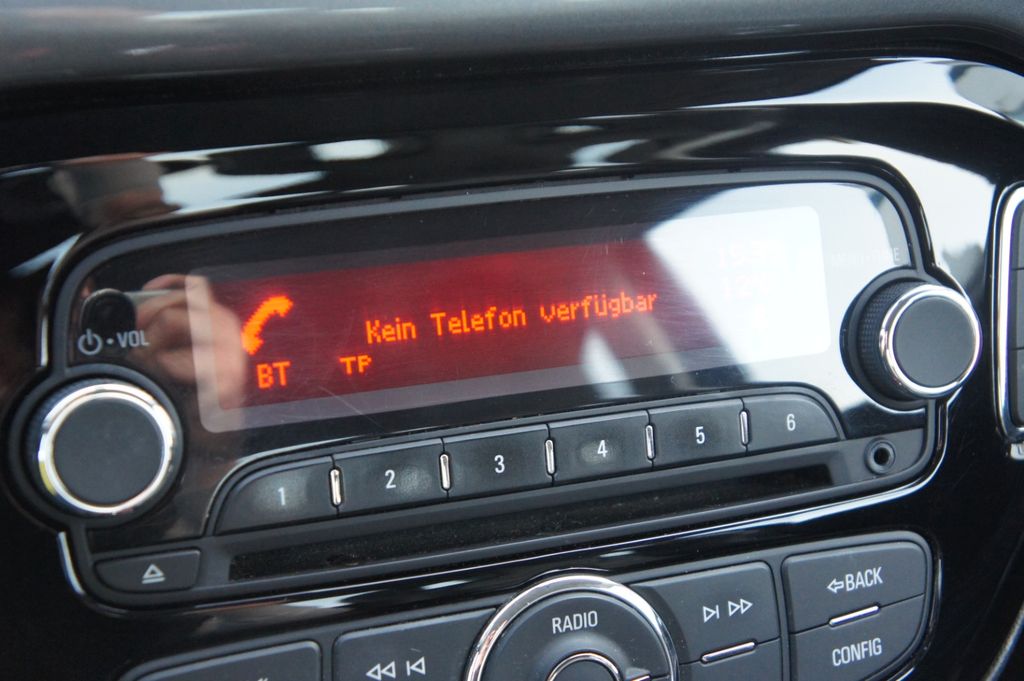 VOL
Kein Telefon verfügbar
BT TP
1 2 3 4 5 6
RADIO
BACK
CONFIG